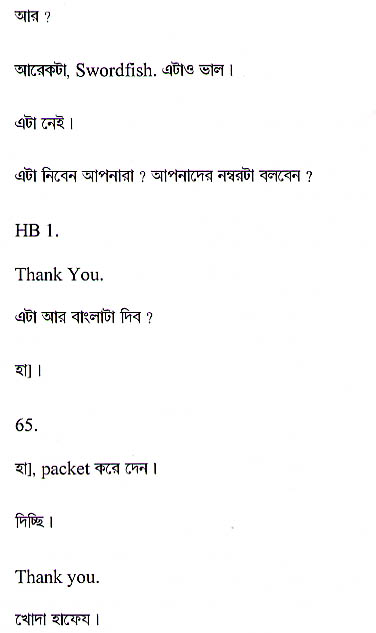 আর ?
আরেকটা, Swordfish. এটাও ভাল ।
এটা নেই ।
এটা নিবেন আপনারা ? আপনাদের নম্বরটা বলবেন ?
HB 1.
Thank You.
এটা আর বাংলাটা দিব ?
হা] ।
65.
হা], packet করে দেন ।
দিচ্ছি ।
Thank you.
খোদা হাফেয ।